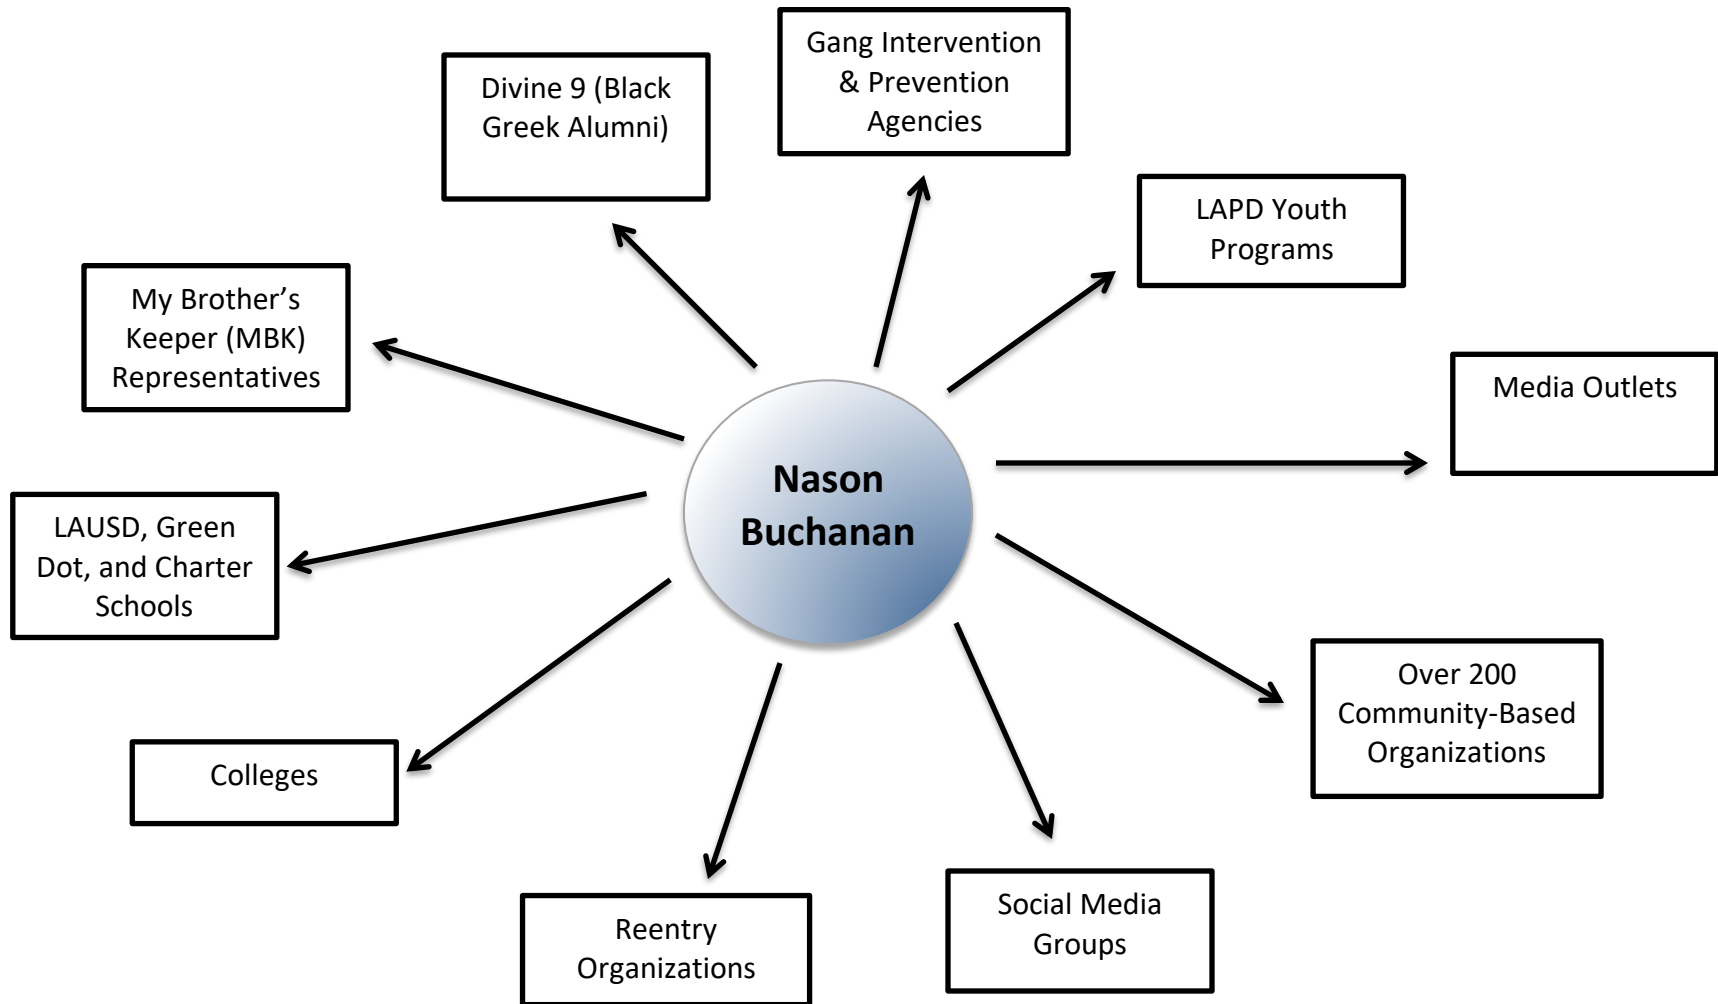 Gang Intervention
& Prevention
Agencies
Divine 9 (Black
Greek Alumni)
LAPD Youth
Programs
My Brother’s
Keeper (MBK)
Representatives
Media Outlets
Nason
Buchanan
LAUSD, Green
Dot, and Charter
Schools
Over 200
Community-Based
Organizations
Colleges
Social Media
Groups
Reentry
Organizations